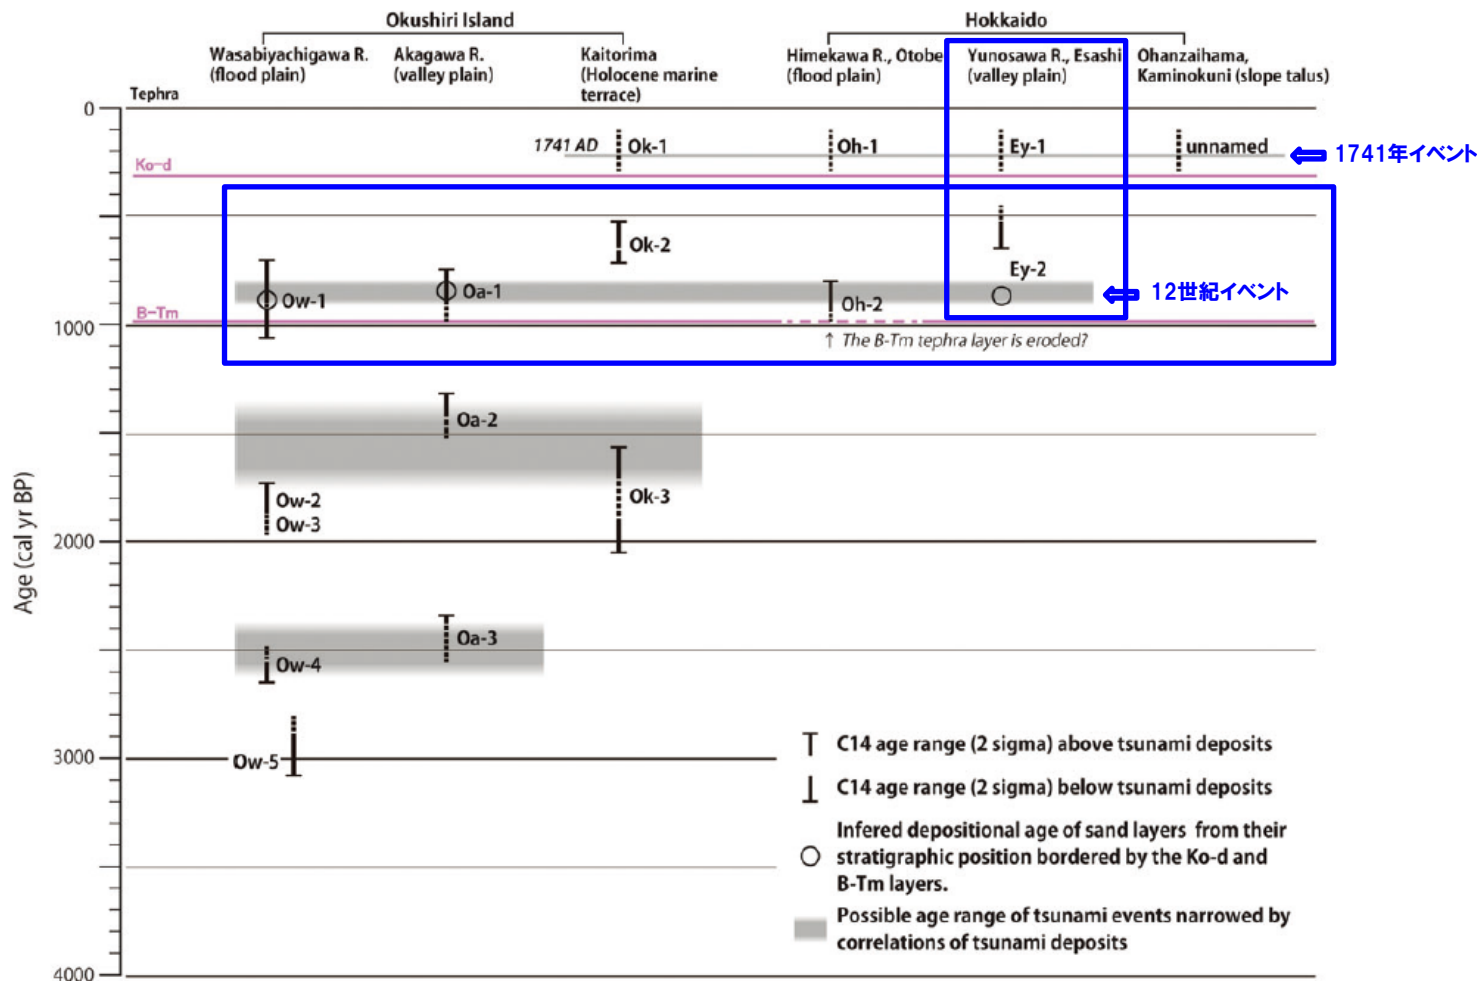 Okushiri Island
Hokkaido
Wasabiyachigawa R.
(flood plain)
Akagawa R.
(valley plain)
Kaitorima
(Holocene marine
terrace)
Himekawa R., Otobe
(flood plain)
Yunosawa R., Esashi
(valley plain)
Ohanzaihama,
Kaminokuni (slope talus)
Tephra
0
1741 AD
Ok-1
Oh-1
Ey-1
unnamed
1741年イベント
Ko-d
Ok-2
Ey-2
Ow-1
Oa-1
Oh-2
12世紀イベント
B-Tm
1000
↑ The B-Tm tephra layer is eroded?
Oa-2
Ok-3
Ow-2
Ow-3
2000
Age (cal yr BP)
Oa-3
Ow-4
3000
Ow-5
C14 age range (2 sigma) above tsunami deposits
C14 age range (2 sigma) below tsunami deposits
Infered depositional age of sand layers from their
stratigraphic position bordered by the Ko-d and
B-Tm layers.
Possible age range of tsunami events narrowed by
correlations of tsunami deposits
4000